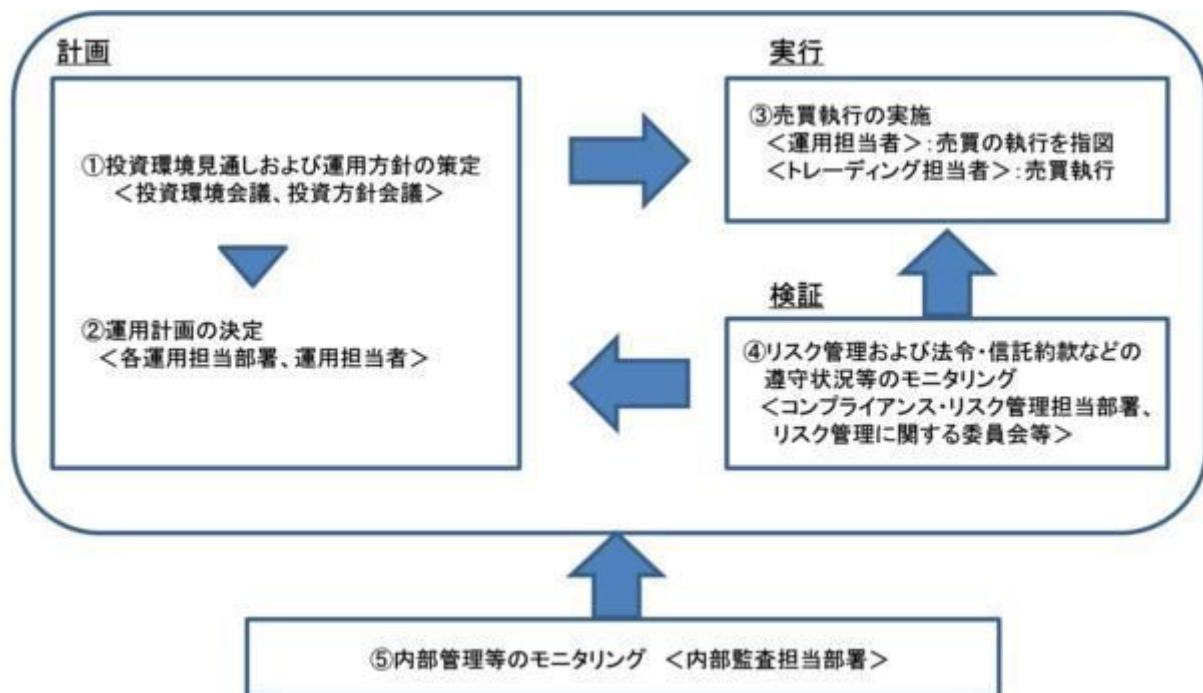 計画
①投資環境見通しおよび運用方針の策定
＜投資環境会議、投資方針会議＞
②運用計画の決定
＜各運用担当部署、運用担当者＞
実行
③売買執行の実施
＜運用担当者＞：売買の執行を指図
＜トレーディング担当者＞：売買執行
検証
④リスク管理および法令・信託約款などの
遵守状況等のモニタリング
＜コンプライアンス・リスク管理担当部署、
リスク管理に関する委員会等＞
⑤内部管理等のモニタリング　＜内部監査担当部署＞